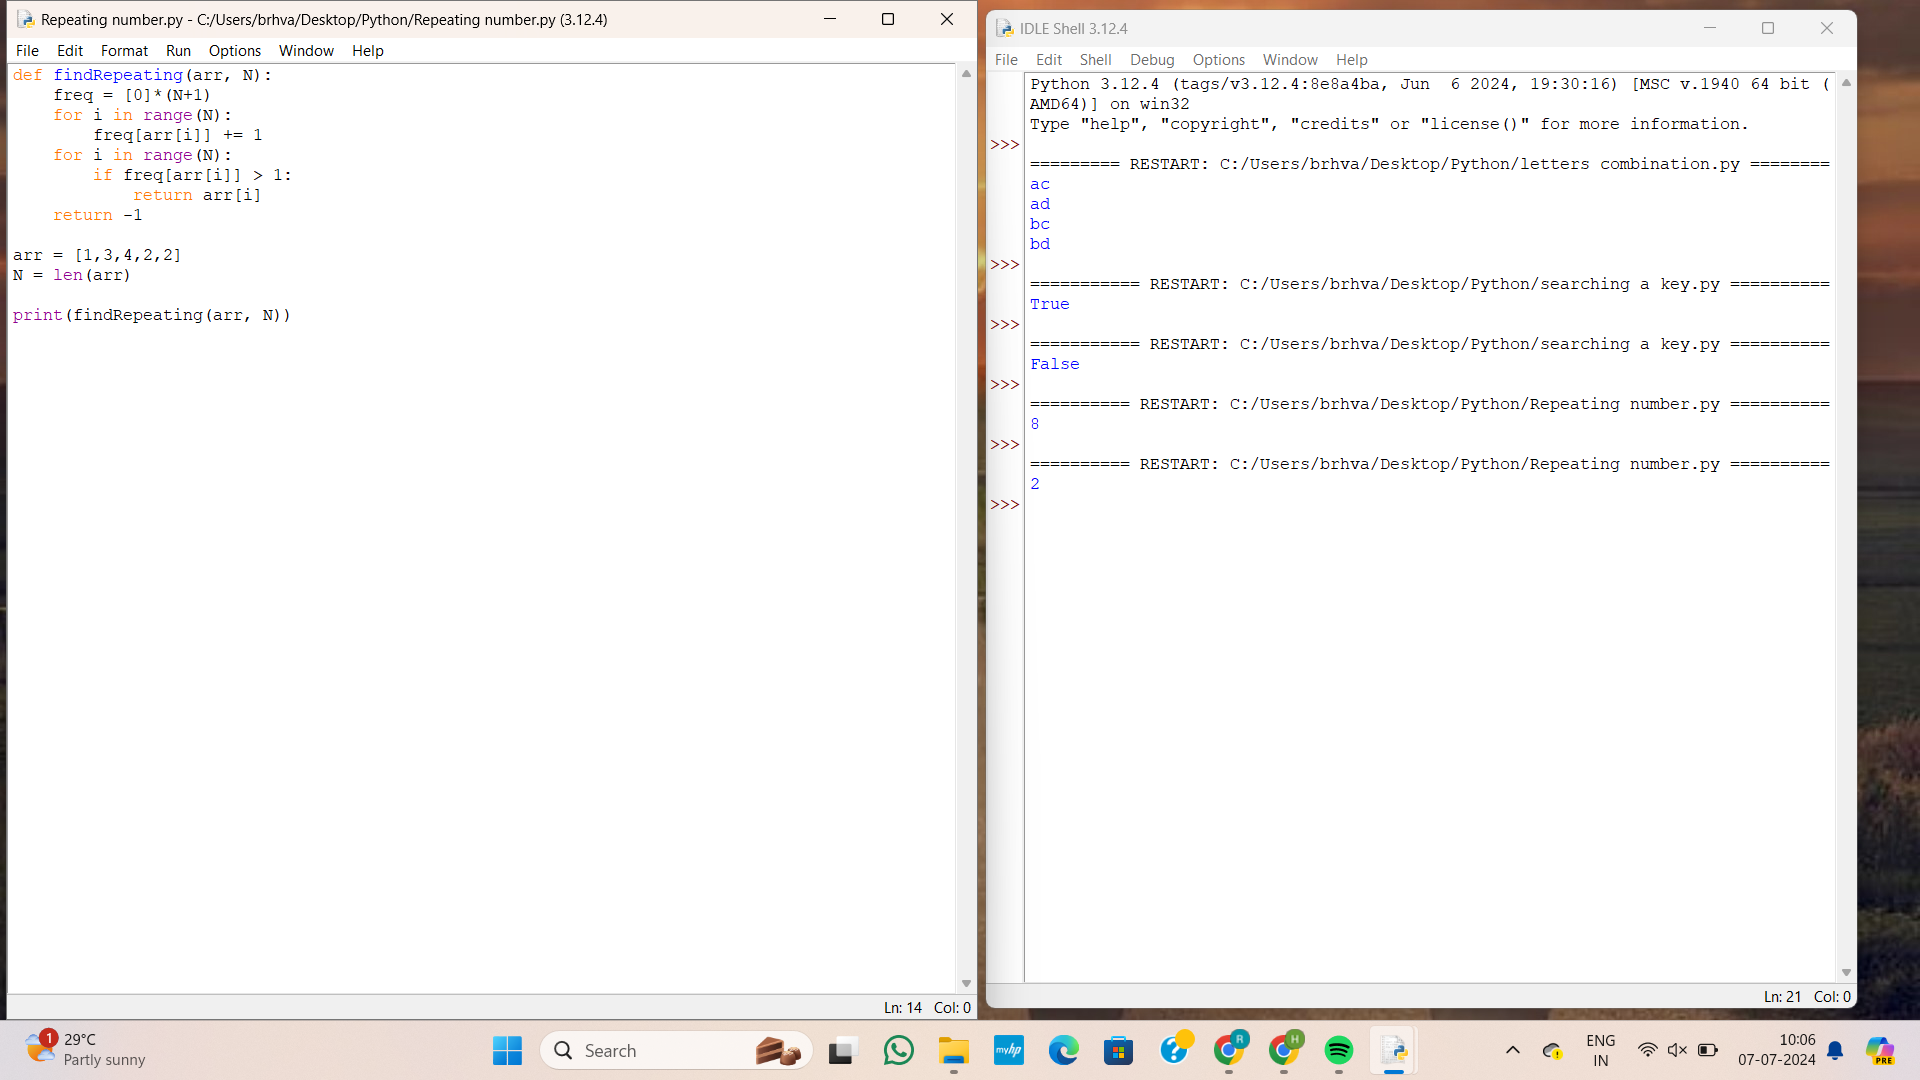 Repeating number.py - C:/Users/brhva/Desktop/Python/Repeating number.py (3.12.4)
File Edit Format Run Options Window Help
def findRepeating(arr, N):
    freq = [0]*(N+1)
    for i in range(N):
        freq[arr[i]] += 1
    for i in range(N):
        if freq[arr[i]] > 1:
            return arr[i]
    return -1
arr = [1,3,4,2,2]
N = len(arr)
print(findRepeating(arr, N))
Ln: 14 Col: 0
IDLE Shell 3.12.4
File Edit Shell Debug Options Window Help
Python 3.12.4 (tags/v3.12.4:8e8a4ba, Jun  6 2024, 19:30:16) [MSC v.1940 64 bit (
AMD64)] on win32
Type "help", "copyright", "credits" or "license()" for more information.
>>>
========= RESTART: C:/Users/brhva/Desktop/Python/letters combination.py ========
ac
ad
bc
bd
>>>
=========== RESTART: C:/Users/brhva/Desktop/Python/searching a key.py ==========
True
>>>
=========== RESTART: C:/Users/brhva/Desktop/Python/searching a key.py ==========
False
>>>
========== RESTART: C:/Users/brhva/Desktop/Python/Repeating number.py ==========
8
>>>
========== RESTART: C:/Users/brhva/Desktop/Python/Repeating number.py ==========
2
>>>
Ln: 21 Col: 0
1
29°C
Partly sunny
Search
myhp
R
H
ENG
IN
10:06
07-07-2024
PRE